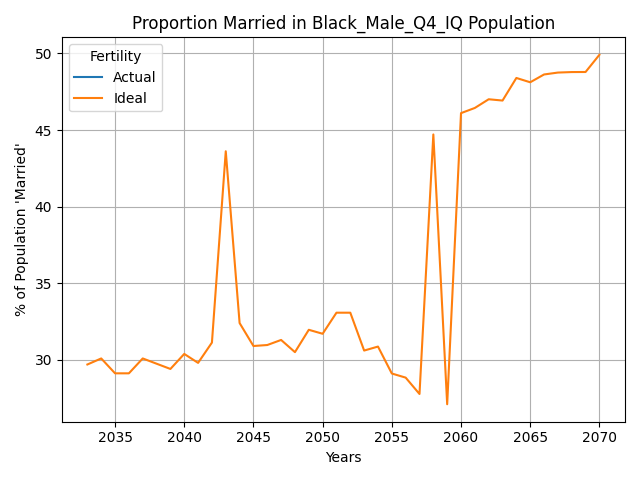 Proportion Married in Black_Male_Q4_IQ Population
% of Population 'Married'
50
45
40
35
30
Fertility
Actual
Ideal
2035 2040 2045 2050 2055 2060 2065 2070
Years